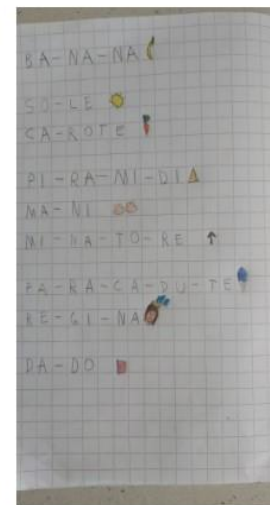 BA-NA-NA
SO-LE
CA-ROTE
PI-RA-MI-DI
MA-NI
MI-NA-TO-RE
PA-RA-CA-DU-TE
RE-GI-NA
DA-DO